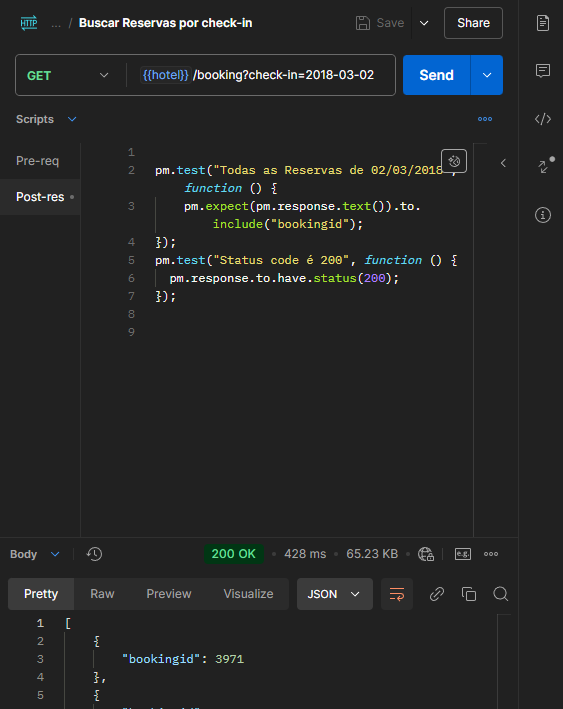 HTTP ... / Buscar Reservas por check-in Save Share
GET {{hotel}} /booking?check-in=2018-03-02 Send
Scripts
Pre-req
Post-res
1
2 pm.test("Todas as Reservas de 02/03/2018",
function () {
3 pm.expect(pm.response.text()).to.
include("bookingid");
4 });
5 pm.test("Status code é 200", function () {
6 pm.response.to.have.status(200);
7 });
8
9
Body 200 OK 428 ms 65.23 KB e.g.
Pretty Raw Preview Visualize JSON
1 [
2 {
3 "bookingid": 3971
4 },
5 {